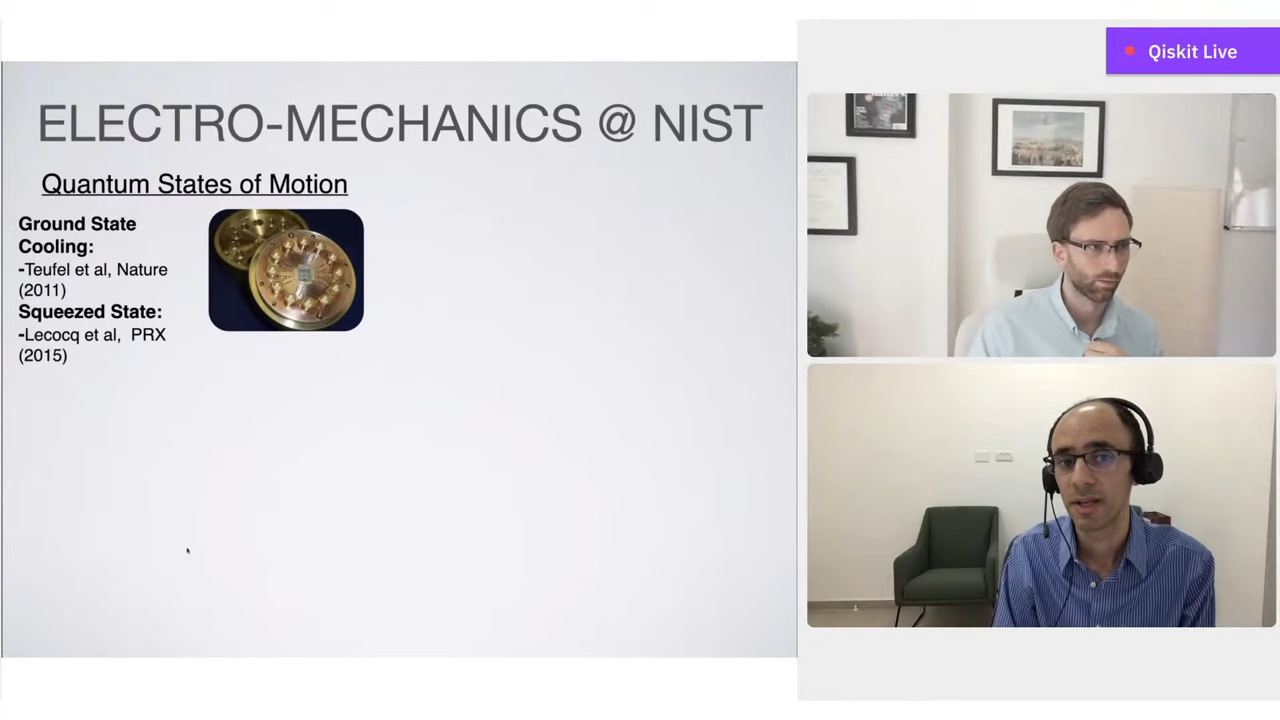 Qiskit Live
ELECTRO-MECHANICS @ NIST
Quantum States of Motion
Ground State
Cooling:
-Teufel et al, Nature
(2011)
Squeezed State:
-Lecocq et al, PRX
(2015)